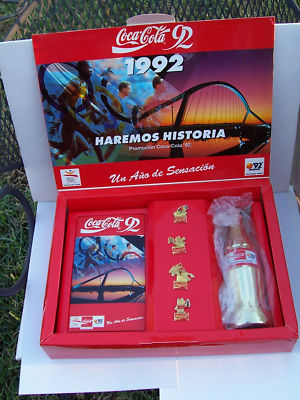 Coca-Cola 92
1992
HAREMOS HISTORIA
Promoción Coca-Cola 92.
Un Año de Sensación
'92
Coca-Cola 92
Un Año de Sensación